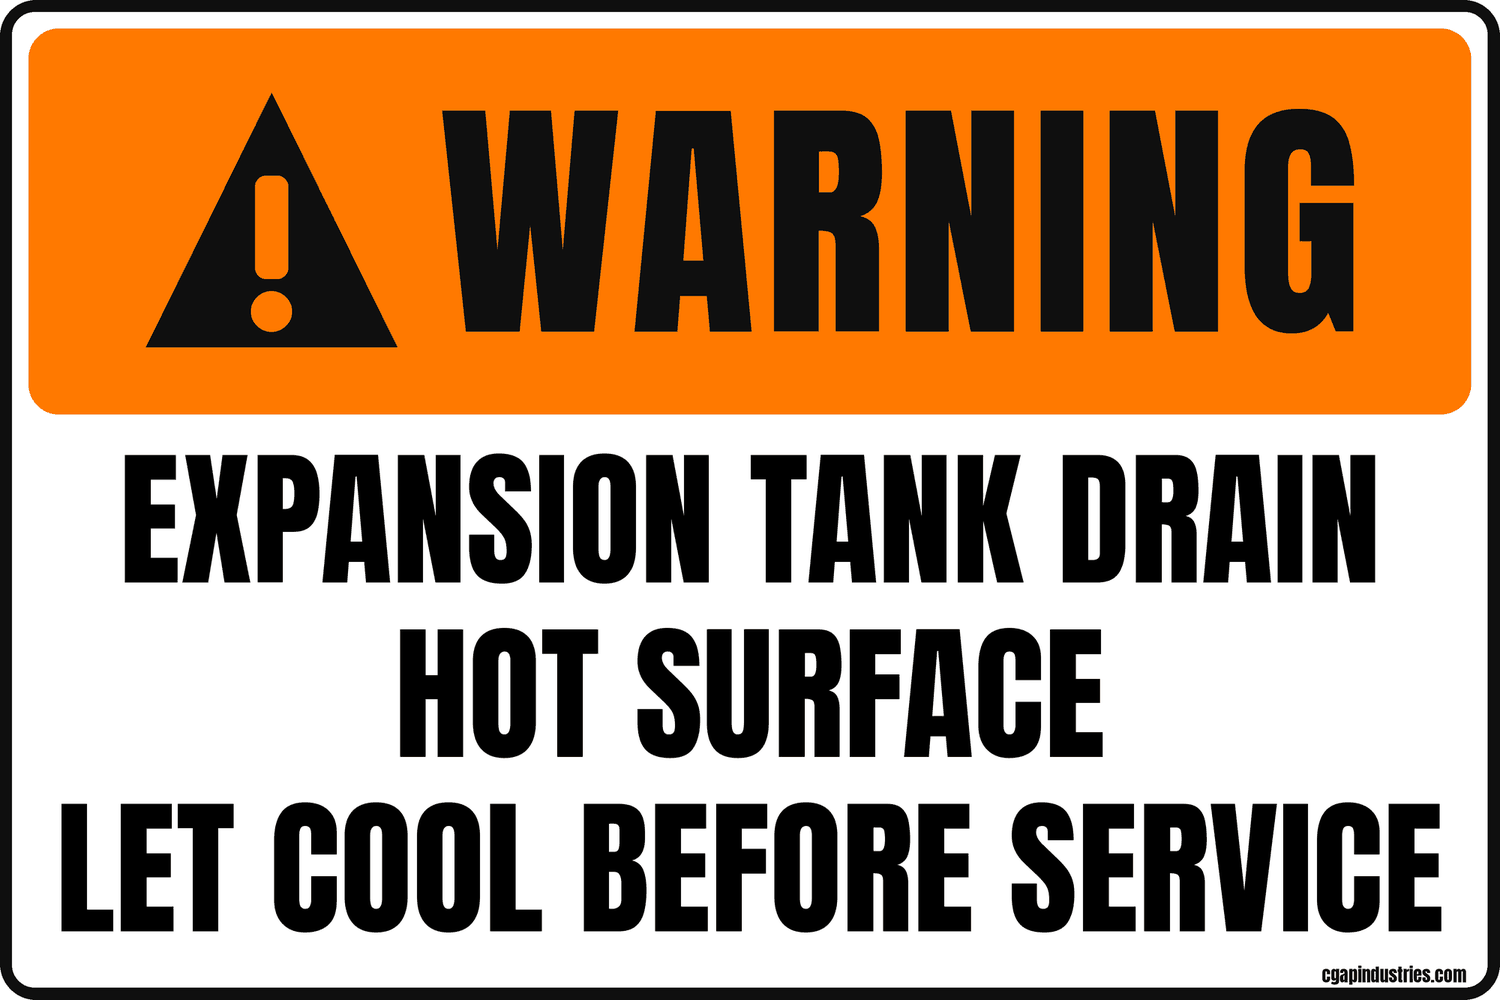 WARNING
EXPANSION TANK DRAIN
HOT SURFACE
LET COOL BEFORE SERVICE
cgapindustries.com